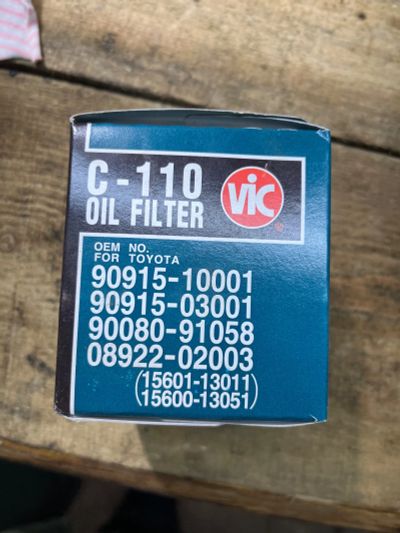 C-110
OIL FILTER
VIC
®
OEM NO.
FOR TOYOTA
90915-10001
90915-03001
90080-91058
08922-02003
(15601-13011)
(15600-13051)